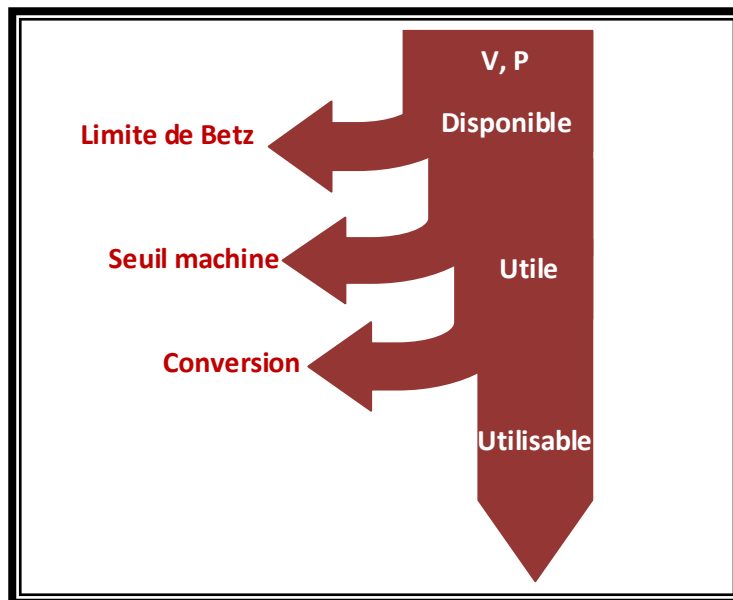 V, P
Disponible
Limite de Betz
Seuil machine
Utile
Conversion
Utilisable